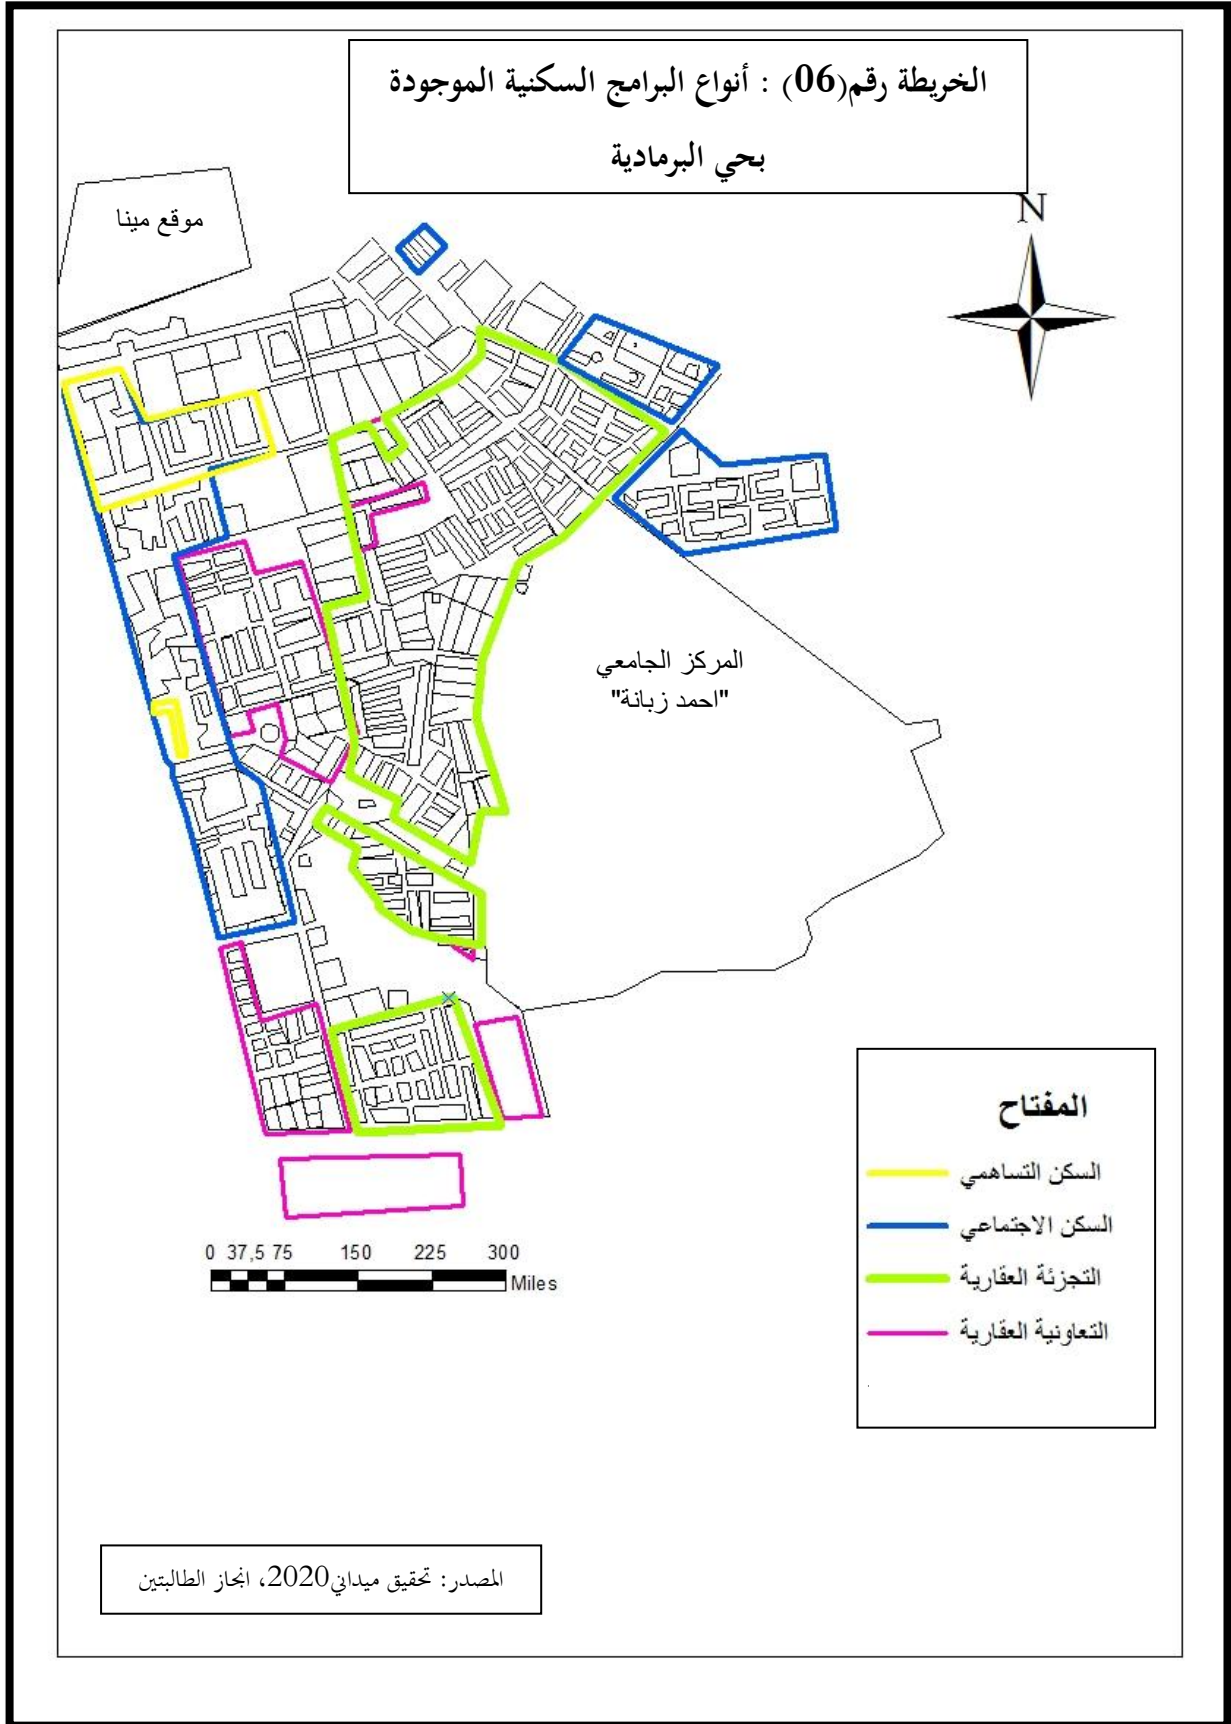 الخريطة رقم(06) : أنواع البرامج السكنية الموجودة
بحي البرمادية
موقع مينا
N
المركز الجامعي
"احمد زبانة"
المفتاح
السكن التساهمي
السكن الاجتماعي
التجزئة العقارية
التعاونية العقارية
0 37,5 75 150 225 300
Miles
المصدر: تحقيق ميداني2020، انجاز الطالبتين